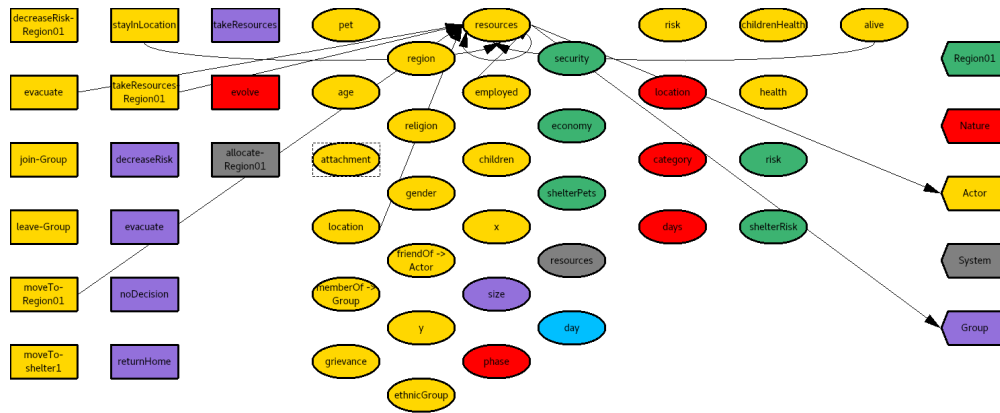 decreaseRisk-
Region01
stayInLocation
takeResources
pet
resources
risk
childrenHealth
alive
region
security
Region01
evacuate
takeResources
Region01
evolve
age
employed
location
health
religion
economy
Nature
join-Group
decreaseRisk
allocate-
Region01
attachment
children
category
risk
gender
shelterPets
Actor
leave-Group
evacuate
location
x
days
shelterRisk
friendOf ->
Actor
resources
System
moveTo-
Region01
noDecision
memberOf ->
Group
size
y
day
Group
moveTo-
shelter1
returnHome
grievance
phase
ethnicGroup